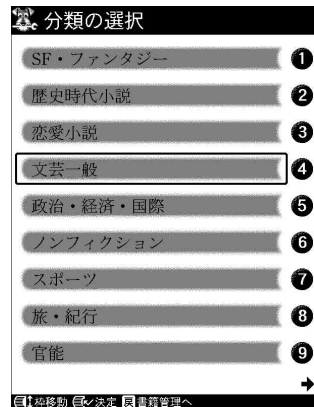 分類の選択
SF・ファンタジー 1
歴史時代小説 2
恋愛小説 3
文芸一般 4
政治・経済・国際 5
ノンフィクション 6
スポーツ 7
旅・紀行 8
官能 9
枠移動 決定 戻 書籍管理へ